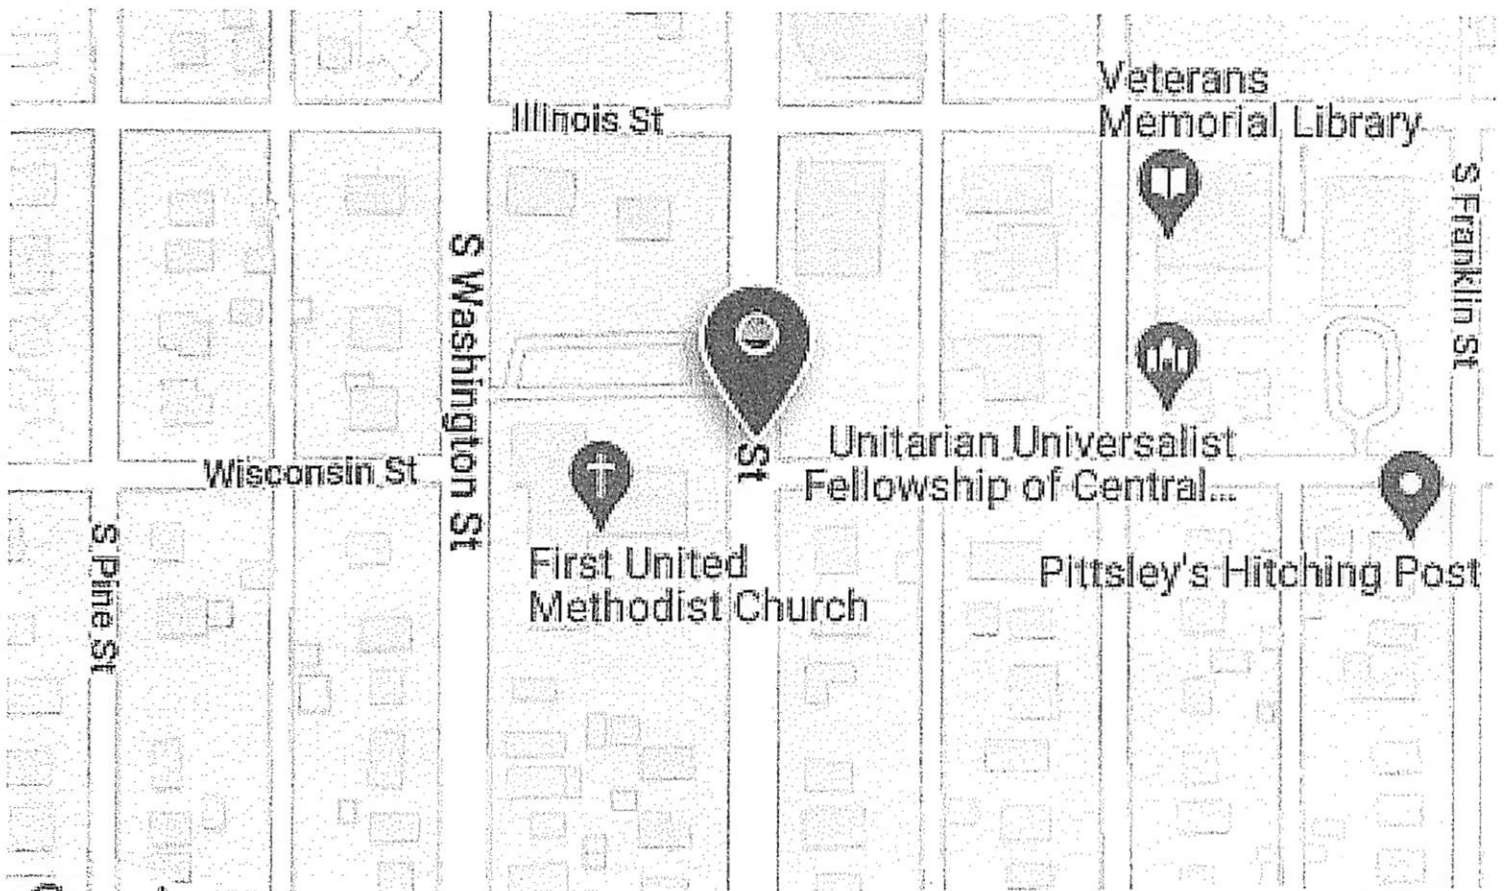 Veterans
Memorial Library
Illinois St
S Franklin St
S Washington St
St
Unitarian Universalist
Fellowship of Central...
Wisconsin St
First United
Methodist Church
Pittsley's Hitching Post
S Pine St